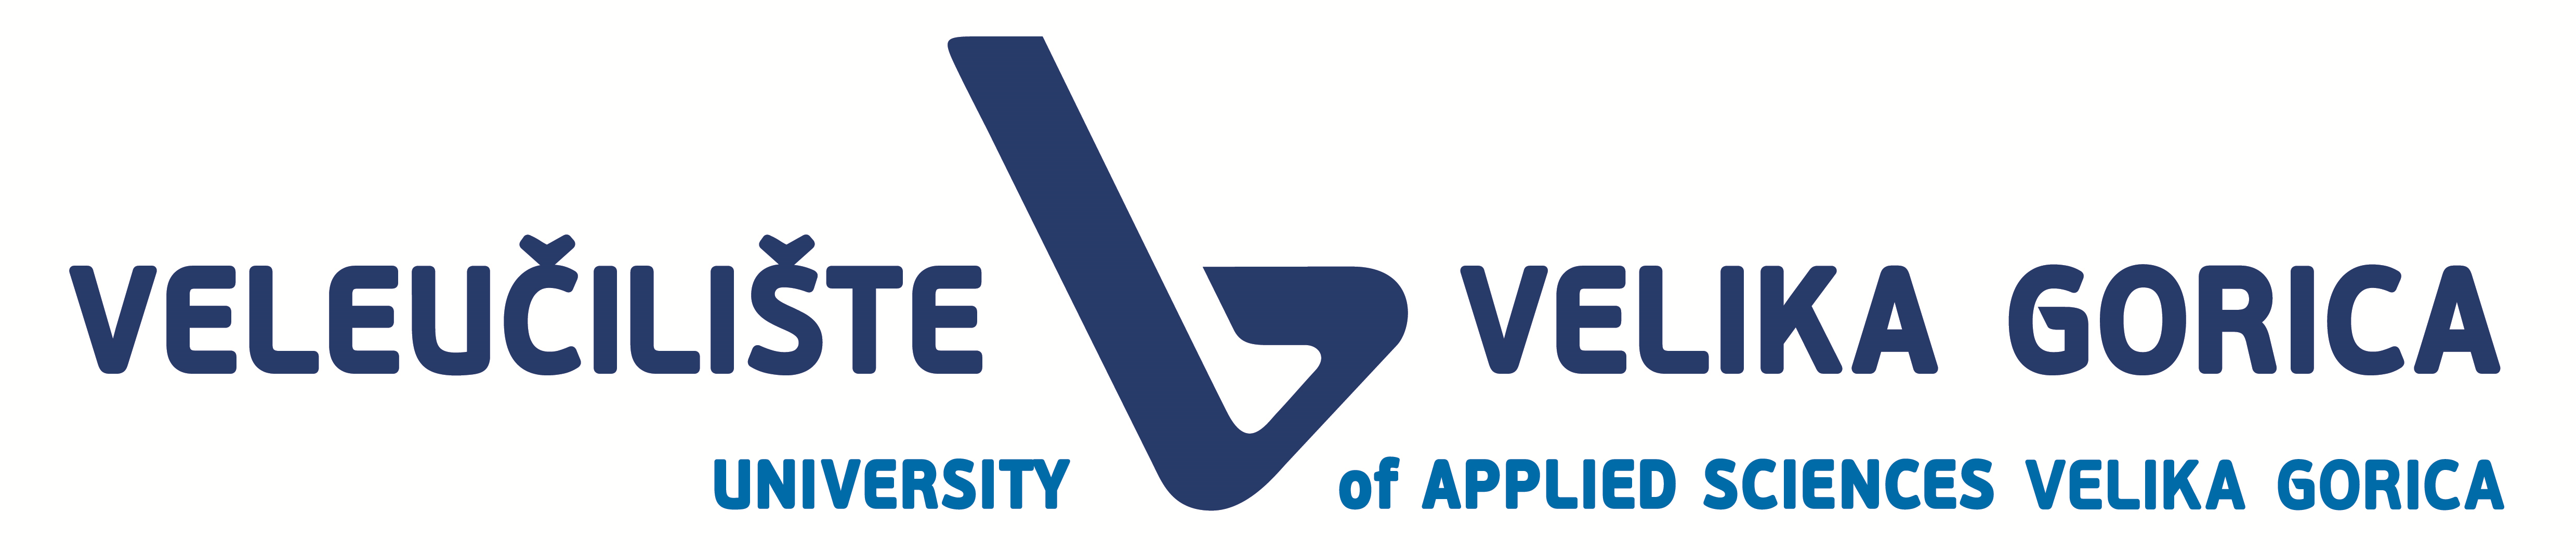 VELEUČILIŠTE VELIKA GORICA
UNIVERSITY of APPLIED SCIENCES VELIKA GORICA